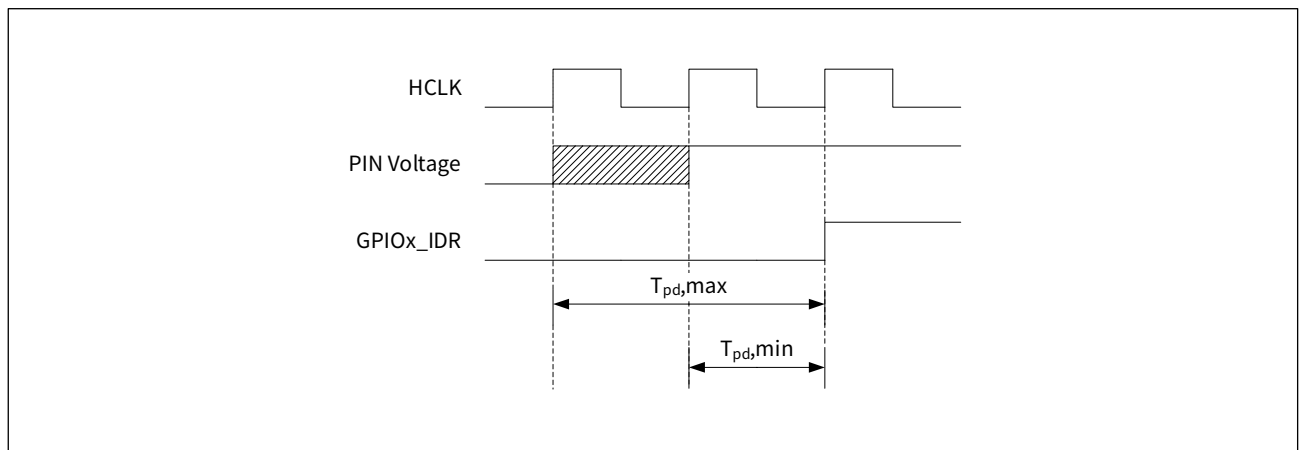 HCLK
PIN Voltage
GPIOx_IDR
Tpd,max
Tpd,min